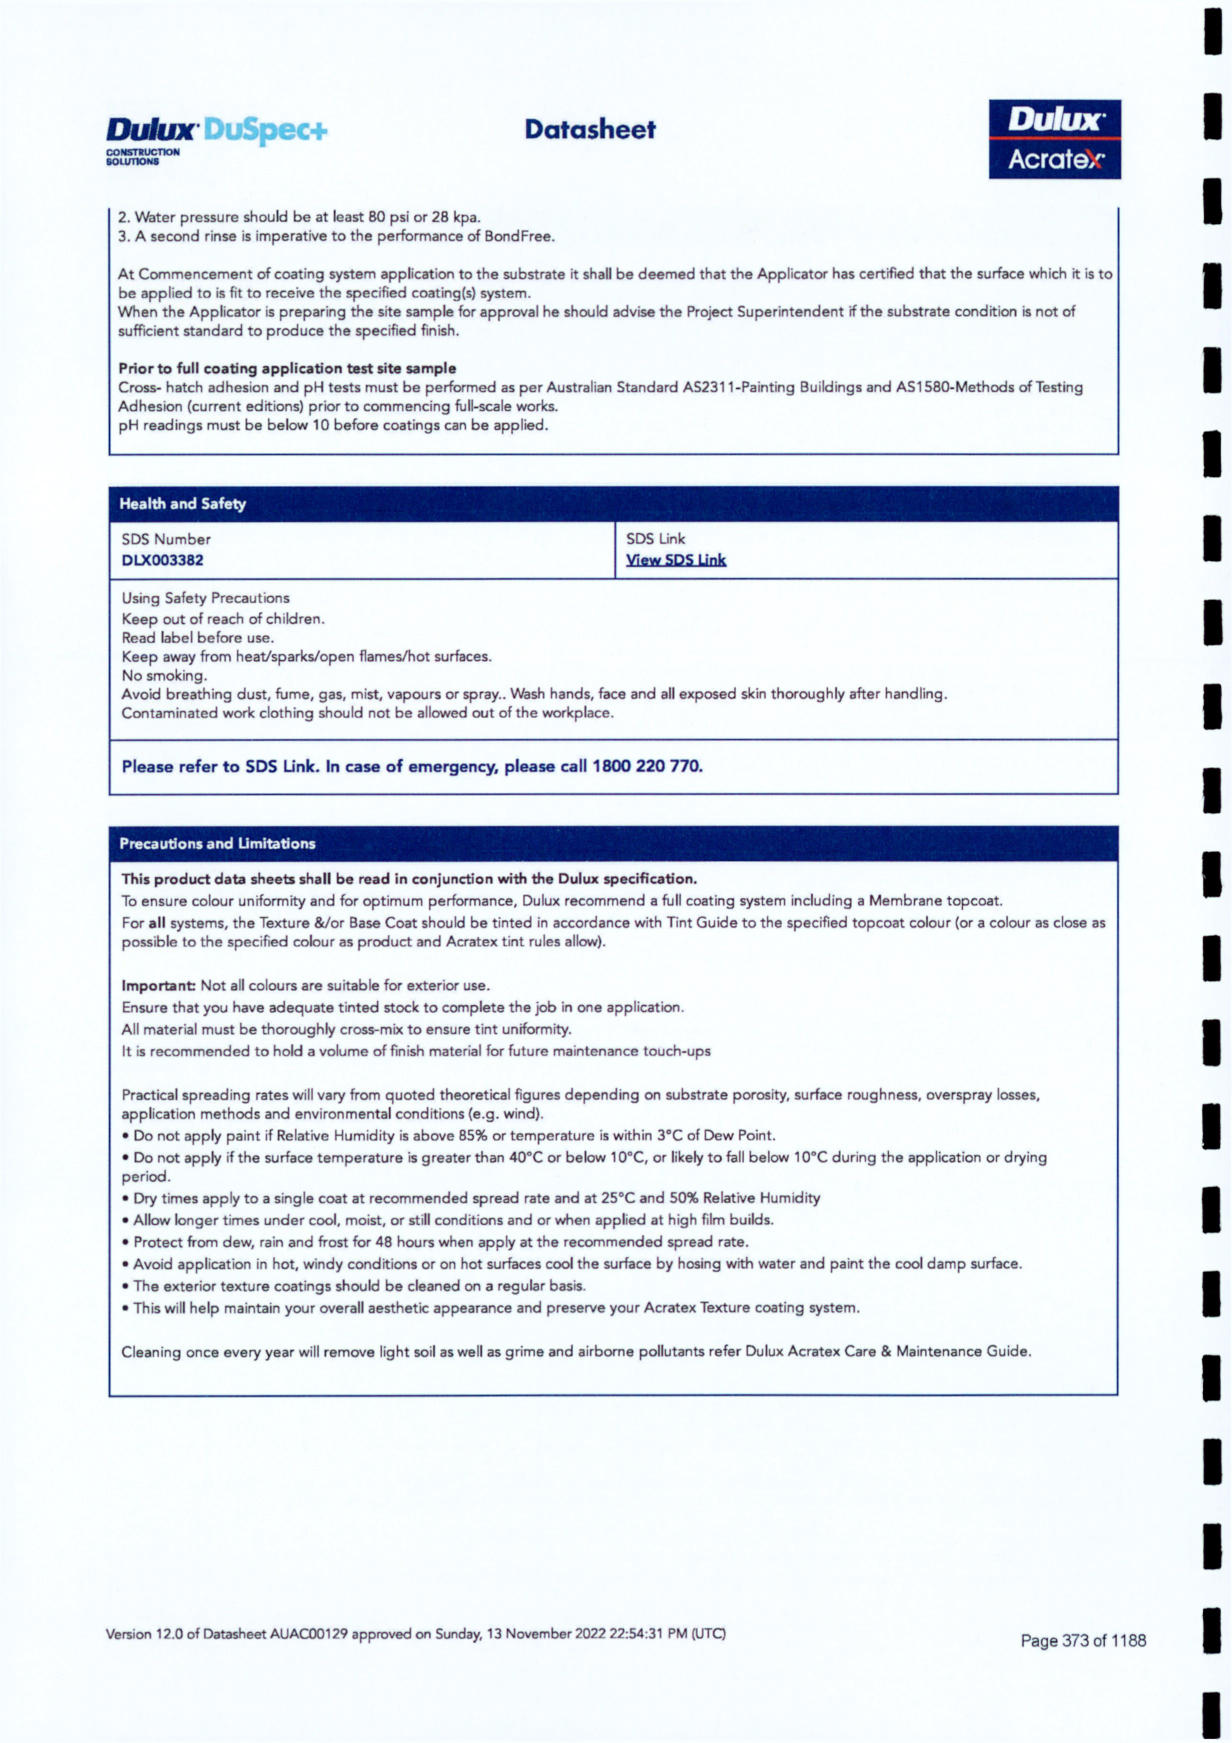 Dulux DuSpec+
CONSTRUCTION
SOLUTIONS
Datasheet
Dulux
Acratex
2. Water pressure should be at least 80 psi or 28 kpa.
3. A second rinse is imperative to the performance of BondFree.
At Commencement of coating system application to the substrate it shall be deemed that the Applicator has certified that the surface which it is to
be applied to is fit to receive the specified coating(s) system.
When the Applicator is preparing the site sample for approval he should advise the Project Superintendent if the substrate condition is not of
sufficient standard to produce the specified finish.
Prior to full coating application test site sample
Cross- hatch adhesion and pH tests must be performed as per Australian Standard AS2311-Painting Buildings and AS1580-Methods of Testing
Adhesion (current editions) prior to commencing full-scale works.
pH readings must be below 10 before coatings can be applied.
Health and Safety
SDS Number
DLX003382
SDS Link
View SDS Link
Using Safety Precautions
Keep out of reach of children.
Read label before use.
Keep away from heat/sparks/open flames/hot surfaces.
No smoking.
Avoid breathing dust, fume, gas, mist, vapours or spray.. Wash hands, face and all exposed skin thoroughly after handling.
Contaminated work clothing should not be allowed out of the workplace.
Please refer to SDS Link. In case of emergency, please call 1800 220 770.
Precautions and Limitations
This product data sheets shall be read in conjunction with the Dulux specification.
To ensure colour uniformity and for optimum performance, Dulux recommend a full coating system including a Membrane topcoat.
For all systems, the Texture &/or Base Coat should be tinted in accordance with Tint Guide to the specified topcoat colour (or a colour as close as
possible to the specified colour as product and Acratex tint rules allow).
Important: Not all colours are suitable for exterior use.
Ensure that you have adequate tinted stock to complete the job in one application.
All material must be thoroughly cross-mix to ensure tint uniformity.
It is recommended to hold a volume of finish material for future maintenance touch-ups
Practical spreading rates will vary from quoted theoretical figures depending on substrate porosity, surface roughness, overspray losses,
application methods and environmental conditions (e.g. wind).
• Do not apply paint if Relative Humidity is above 85% or temperature is within 3°C of Dew Point.
• Do not apply if the surface temperature is greater than 40°C or below 10°C, or likely to fall below 10°C during the application or drying
period.
• Dry times apply to a single coat at recommended spread rate and at 25°C and 50% Relative Humidity
• Allow longer times under cool, moist, or still conditions and or when applied at high film builds.
• Protect from dew, rain and frost for 48 hours when apply at the recommended spread rate.
• Avoid application in hot, windy conditions or on hot surfaces cool the surface by hosing with water and paint the cool damp surface.
• The exterior texture coatings should be cleaned on a regular basis.
• This will help maintain your overall aesthetic appearance and preserve your Acratex Texture coating system.
Cleaning once every year will remove light soil as well as grime and airborne pollutants refer Dulux Acratex Care & Maintenance Guide.
Version 12.0 of Datasheet AUAC00129 approved on Sunday, 13 November 2022 22:54:31 PM (UTC)
Page 373 of 1188